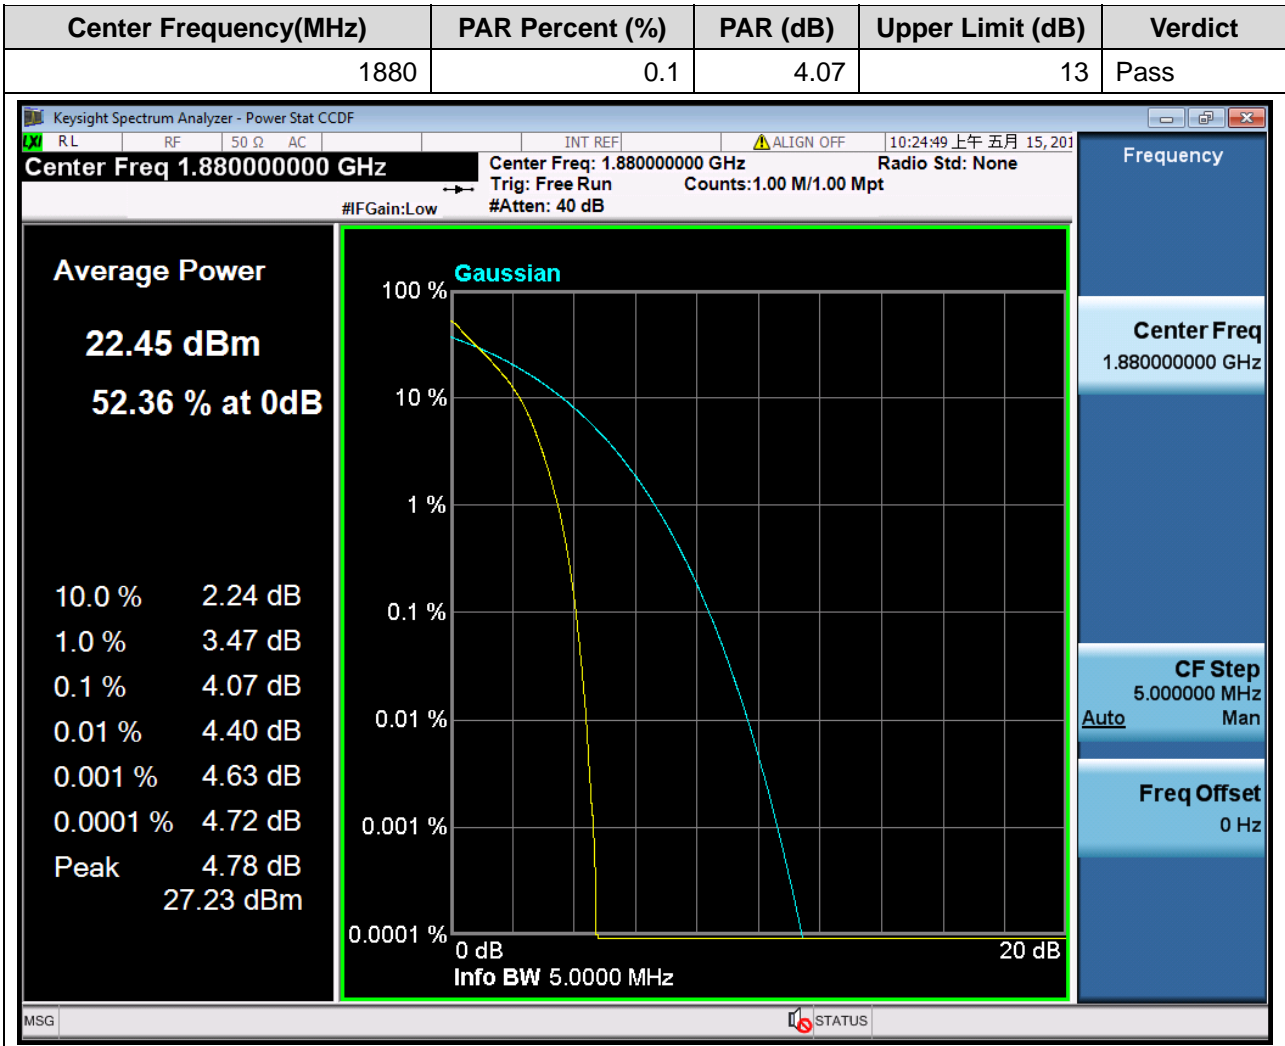 Center Frequency(MHz) PAR Percent (%) PAR (dB) Upper Limit (dB) Verdict
1880 0.1 4.07 13 Pass
Keysight Spectrum Analyzer - Power Stat CCDF
LXI RL RF 50 Ω AC INT REF ALIGN OFF 10:24:49 上午 五月 15, 201
Center Freq 1.880000000 GHz
Center Freq: 1.880000000 GHz Radio Std: None
Trig: Free Run Counts:1.00 M/1.00 Mpt
#IFGain:Low #Atten: 40 dB
Average Power
22.45 dBm
52.36 % at 0dB
10.0 % 2.24 dB
1.0 % 3.47 dB
0.1 % 4.07 dB
0.01 % 4.40 dB
0.001 % 4.63 dB
0.0001 % 4.72 dB
Peak 4.78 dB
27.23 dBm
Gaussian
100 %
10 %
1 %
0.1 %
0.01 %
0.001 %
0.0001 %
0 dB 20 dB
Info BW 5.0000 MHz
Frequency
Center Freq
1.880000000 GHz
CF Step
5.000000 MHz
Auto Man
Freq Offset
0 Hz
MSG STATUS